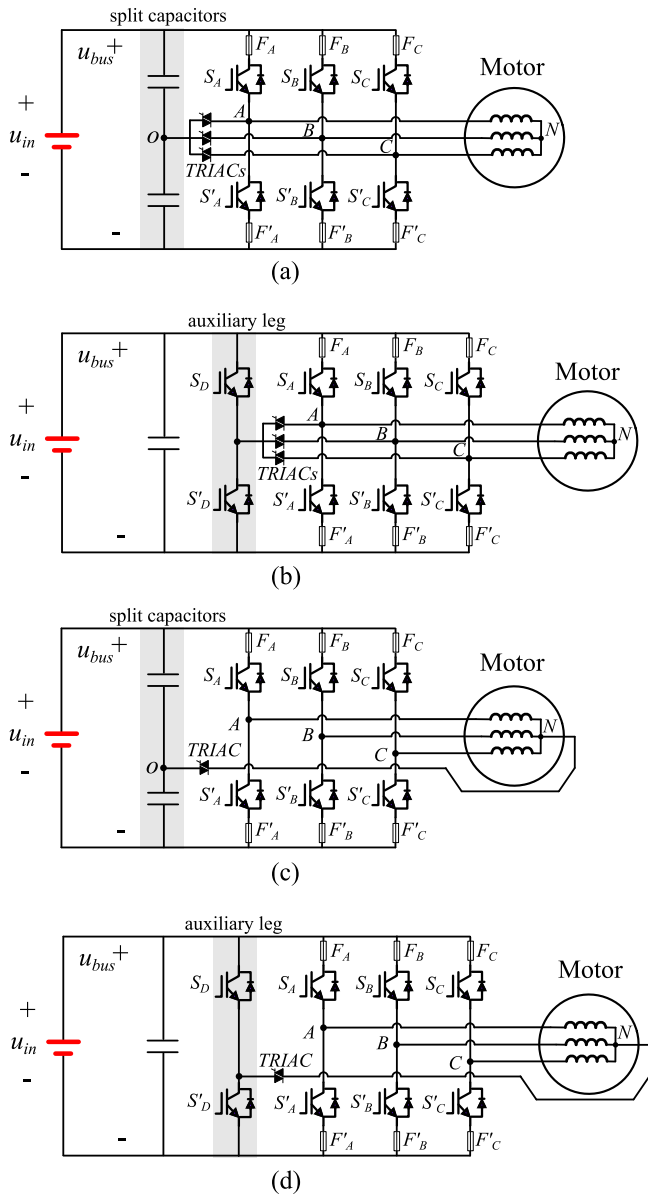 split capacitors
u_bus +
F_A F_B F_C
S_A S_B S_C
Motor
+
u_in
-
O
A
B
C
N
TRIACs
S'_A S'_B S'_C
-
F'_A F'_B F'_C
(a)
auxiliary leg
u_bus +
F_A F_B F_C
S_D S_A S_B S_C
Motor
+
u_in
-
A
B
C
N
TRIACs
S'_D S'_A S'_B S'_C
-
F'_A F'_B F'_C
(b)
split capacitors
u_bus +
F_A F_B F_C
S_A S_B S_C
Motor
+
u_in
-
A
B
C
N
O
TRIAC
S'_A S'_B S'_C
-
F'_A F'_B F'_C
(c)
auxiliary leg
u_bus +
F_A F_B F_C
S_D S_A S_B S_C
Motor
+
u_in
-
A
B
C
N
TRIAC
S'_D S'_A S'_B S'_C
-
F'_A F'_B F'_C
(d)